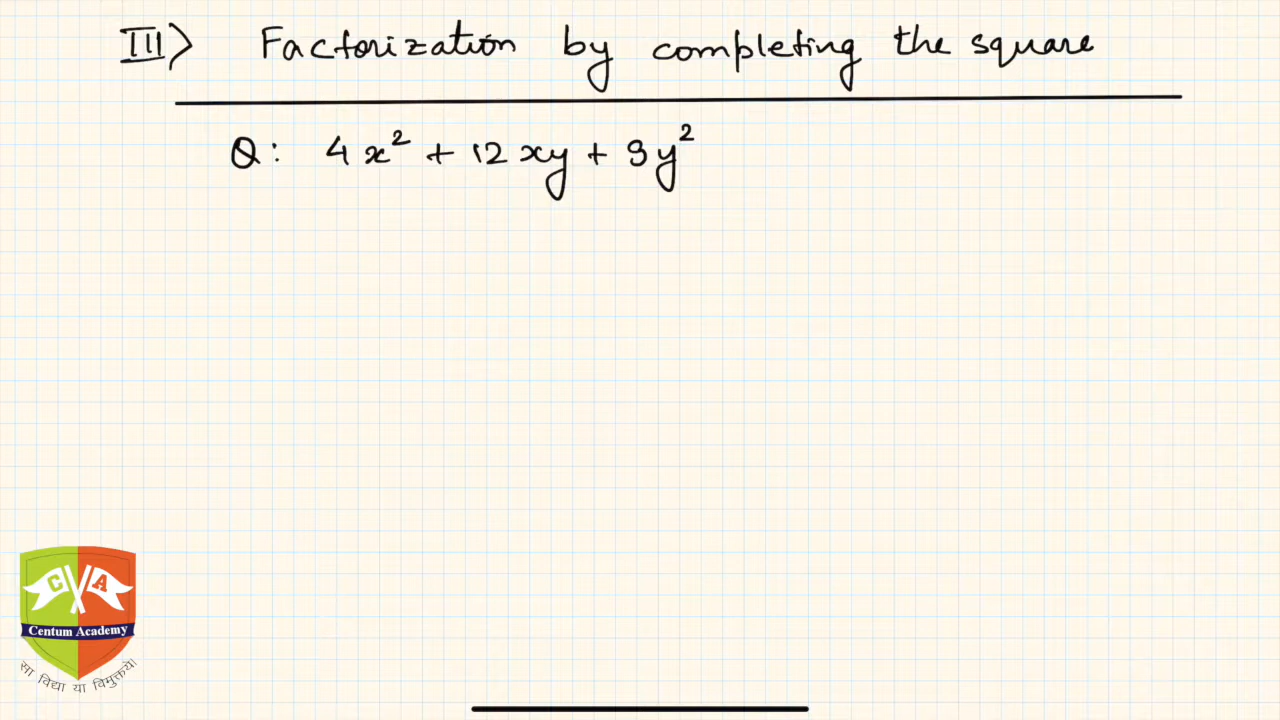 III> Factorization by completing the square
Q: 4x² + 12xy + 9y²
C A
Centum Academy
सा विद्या या विमुक्तये।